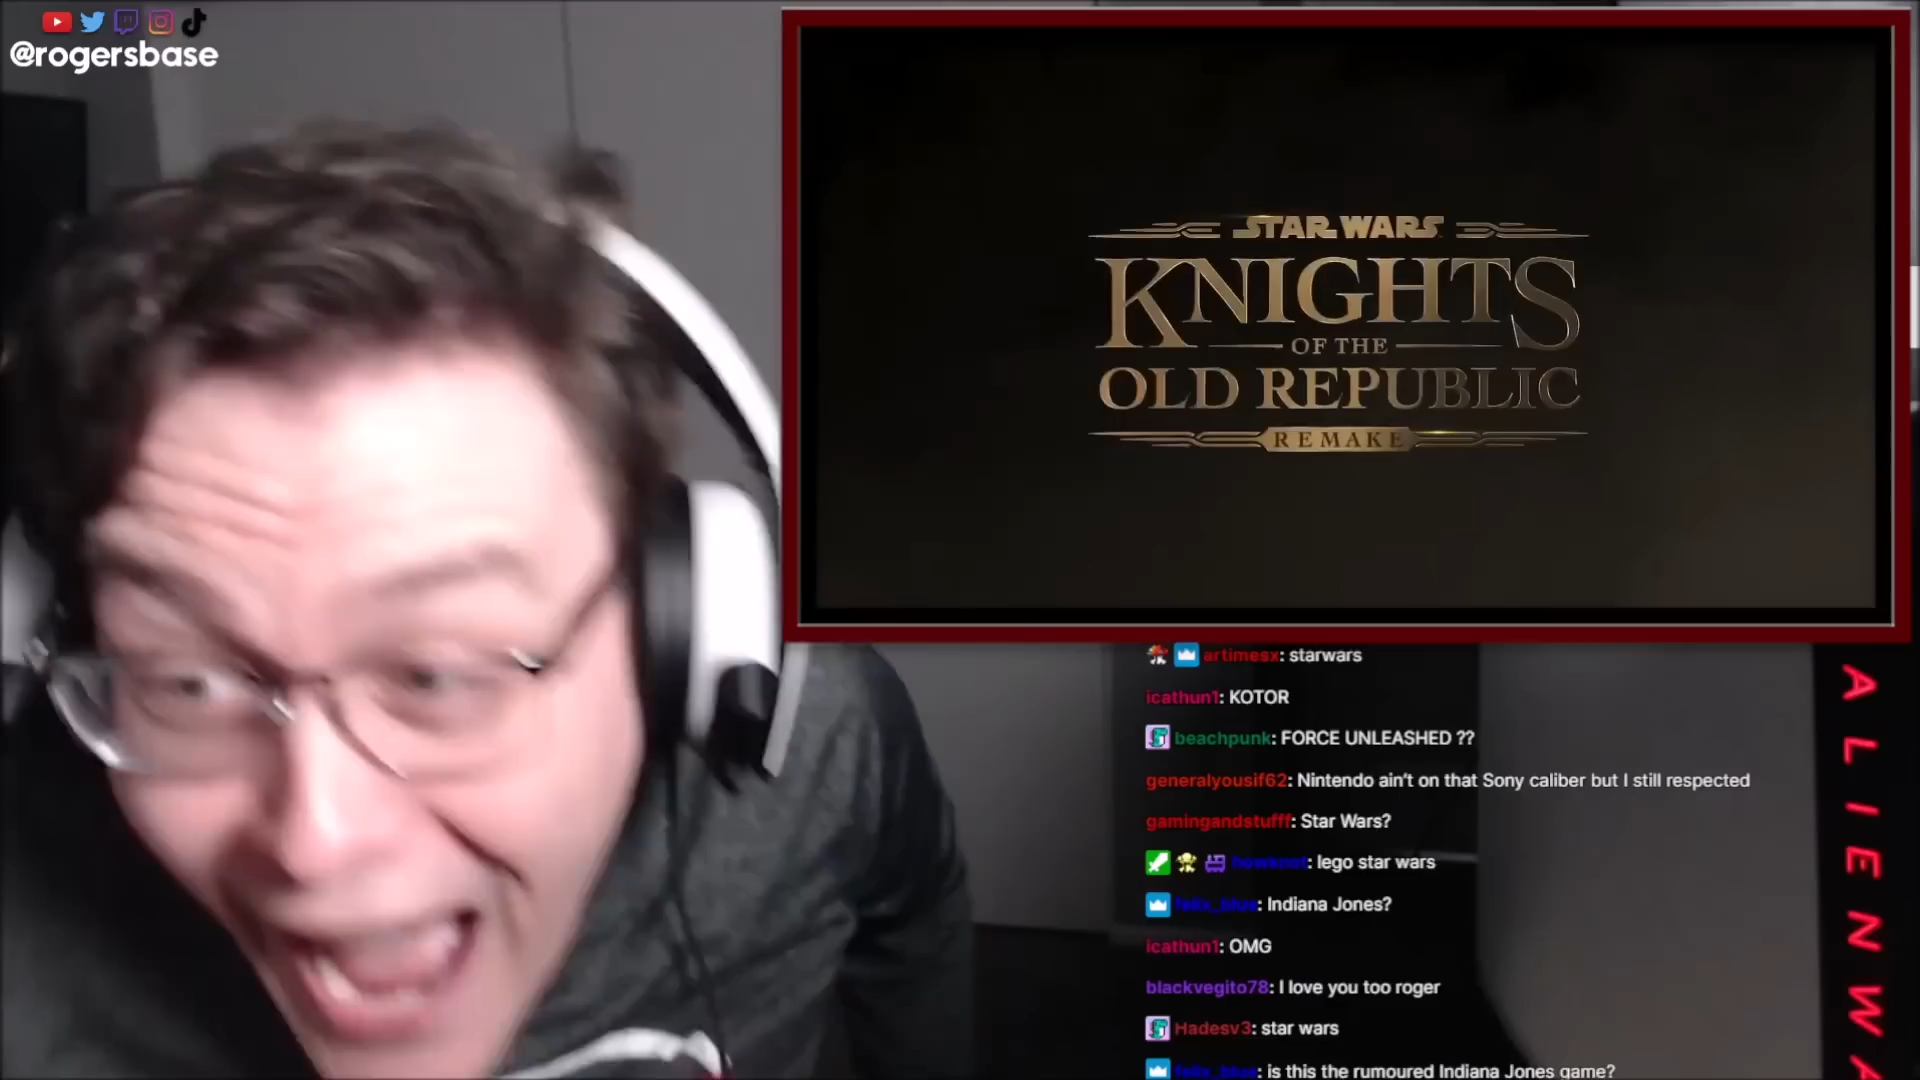 @rogersbase
STAR WARS
KNIGHTS
OF THE
OLD REPUBLIC
REMAKE
artimesx: starwars
icathun1: KOTOR
beachpunk: FORCE UNLEASHED ??
generalyousif62: Nintendo ain't on that Sony caliber but I still respected
gamingandstufff: Star Wars?
: lego star wars
felix_blue: Indiana Jones?
icathun1: OMG
blackvegito78: I love you too roger
Hadesv3: star wars
felix_blue: is this the rumoured Indiana Jones game?
ALIENWA